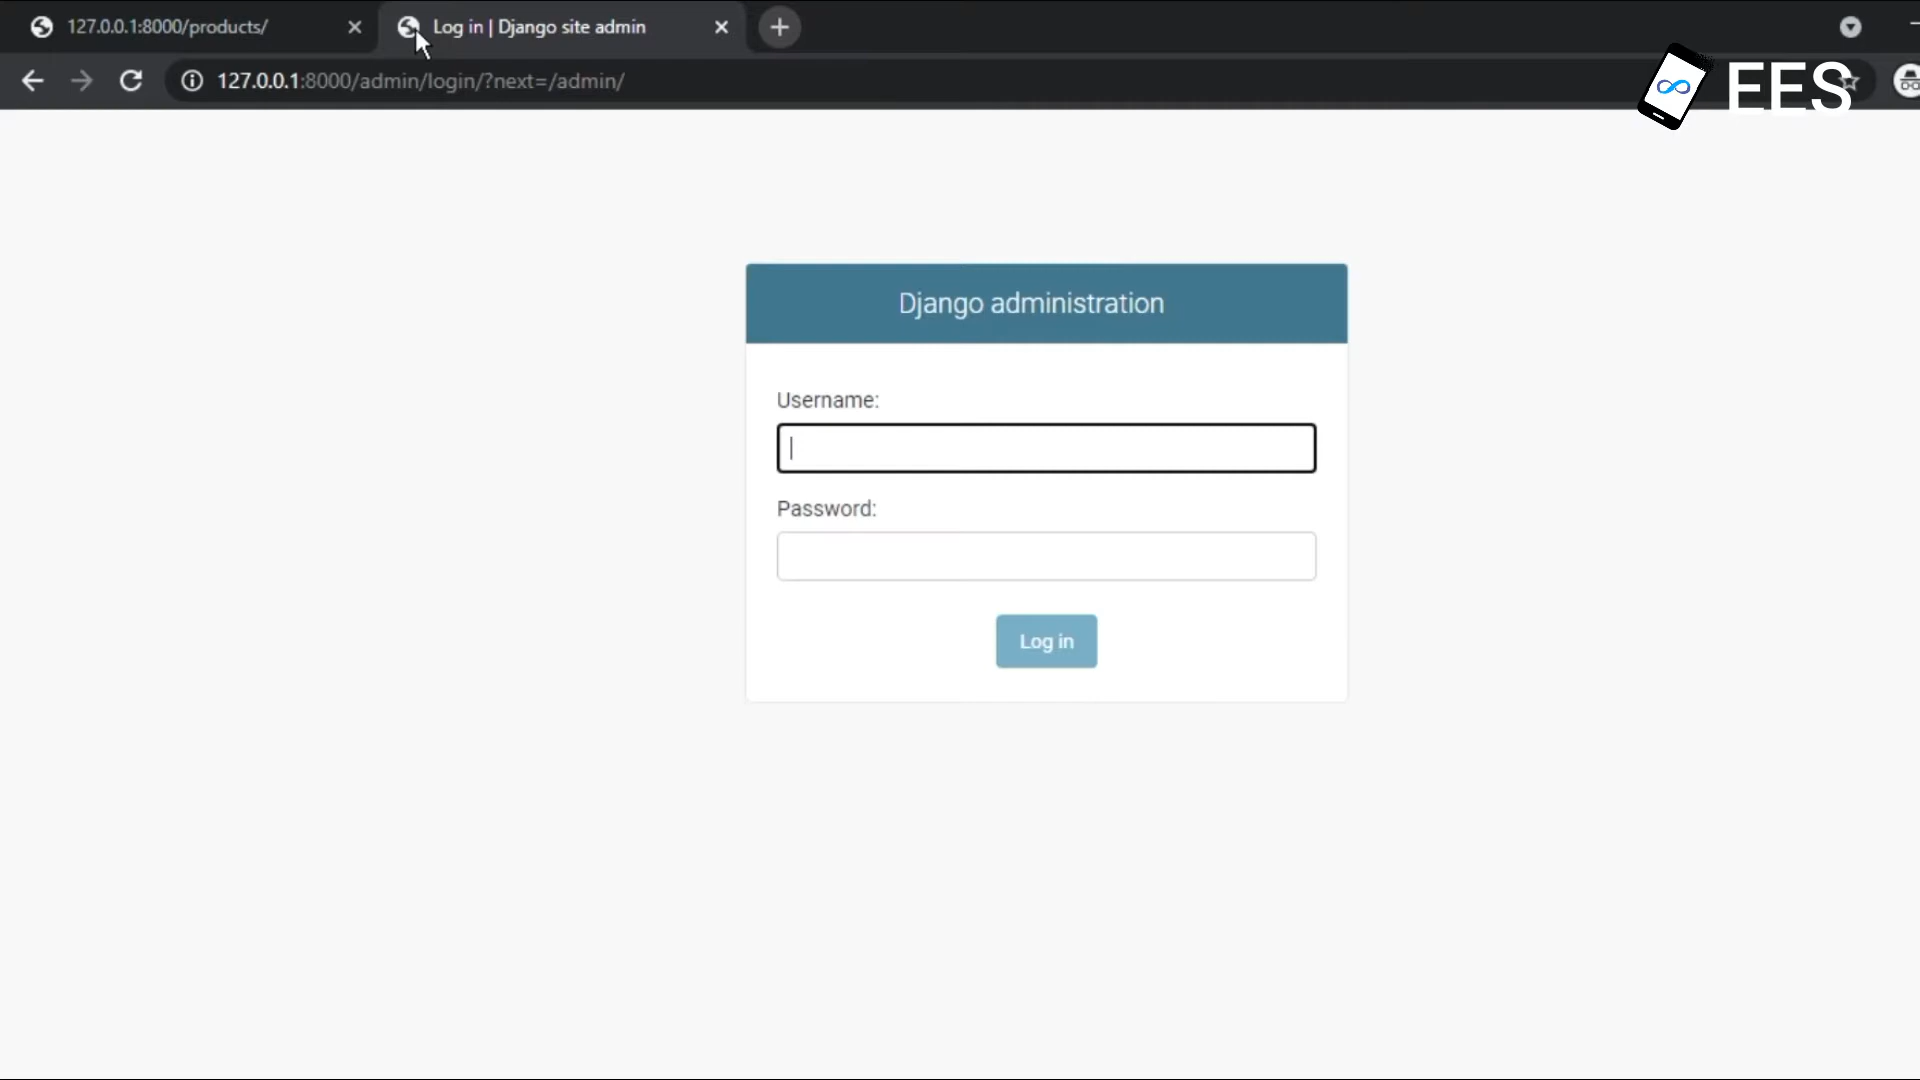 127.0.0.1:8000/products/
Log in | Django site admin
127.0.0.1:8000/admin/login/?next=/admin/
EES
Django administration
Username:
Password:
Log in